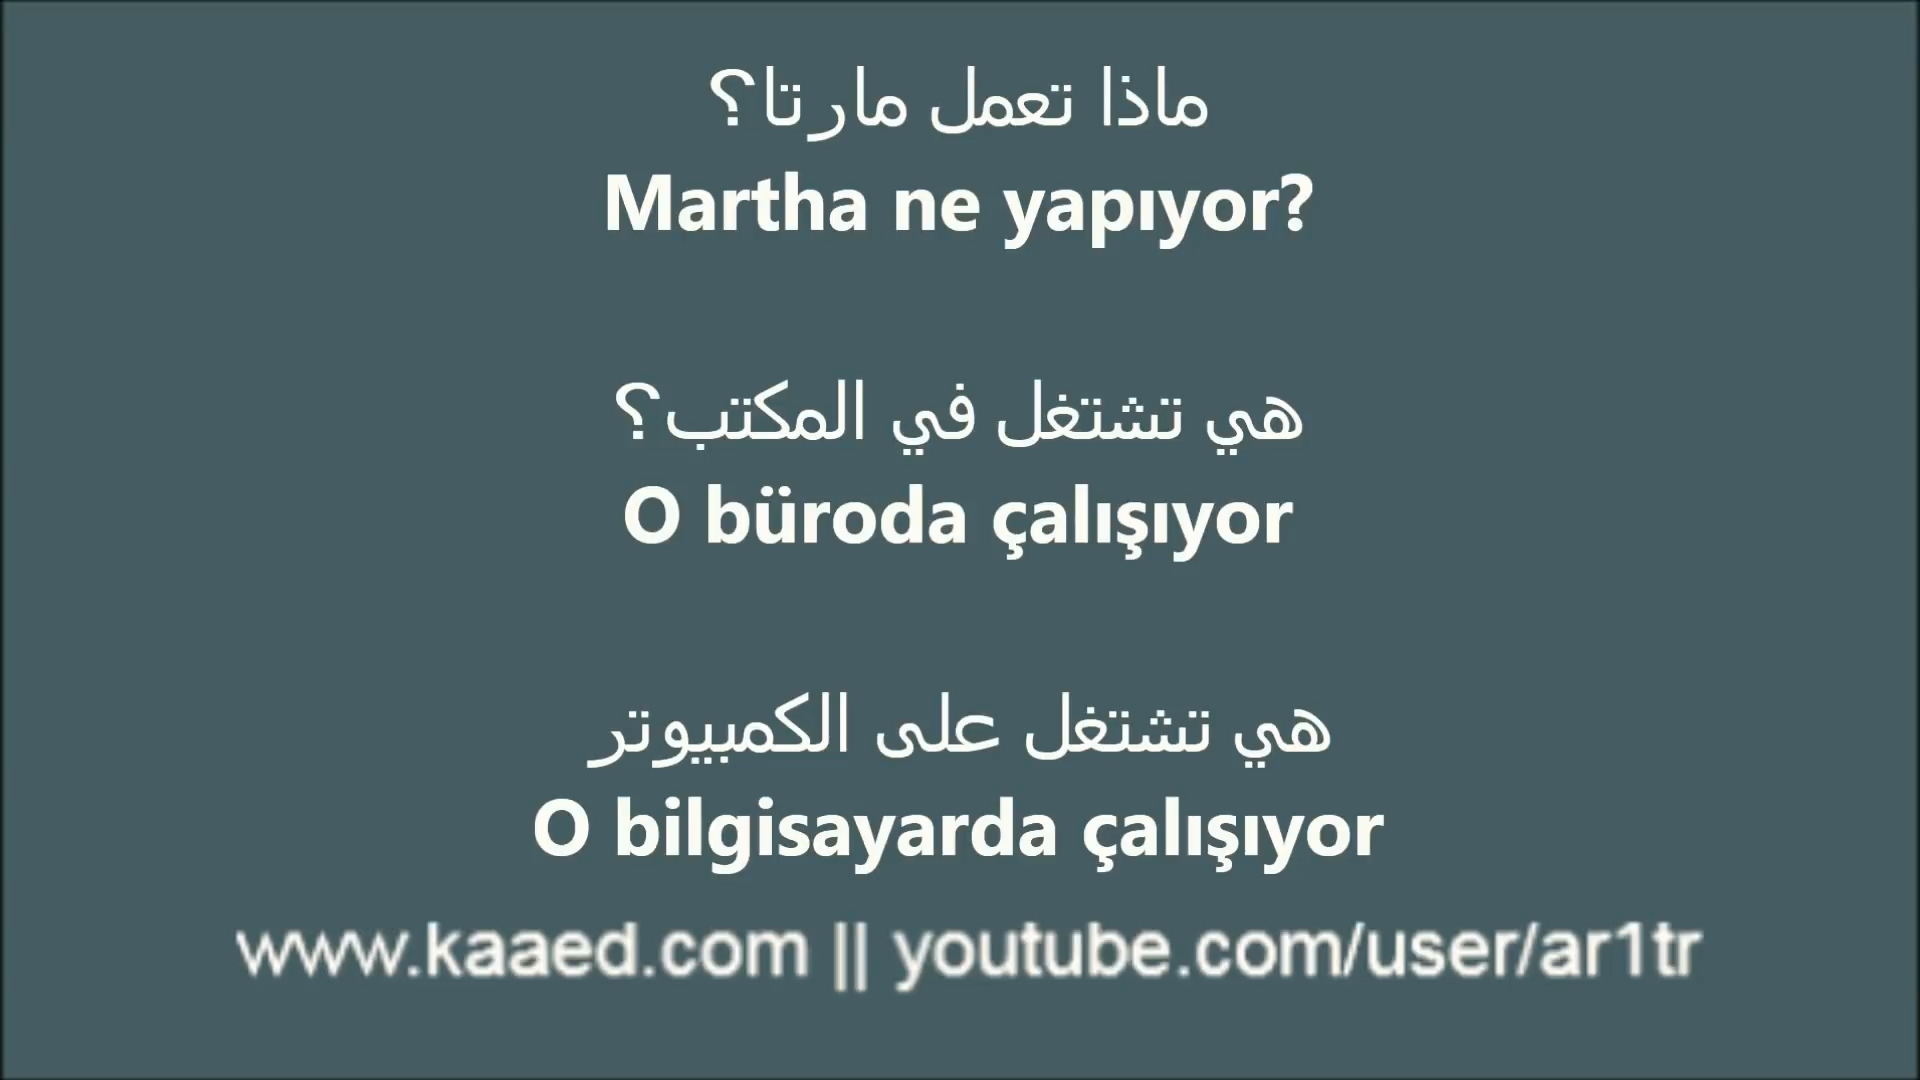 ماذا تعمل مارتا؟
Martha ne yapıyor?
هي تشتغل في المكتب؟
O büroda çalışıyor
هي تشتغل على الكمبيوتر
O bilgisayarda çalışıyor
www.kaaed.com || youtube.com/user/ar1tr